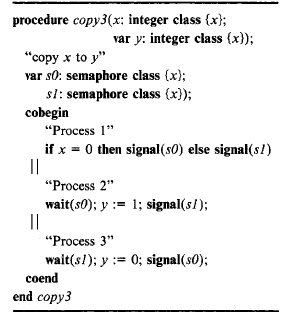 procedure copy3(x: integer class {x};
var y: integer class {x});
“copy x to y”
var s0: semaphore class {x};
s1: semaphore class {x});
cobegin
“Process 1”
if x = 0 then signal(s0) else signal(s1)
||
“Process 2”
wait(s0); y := 1; signal(s1);
||
“Process 3”
wait(s1); y := 0; signal(s0);
coend
end copy3